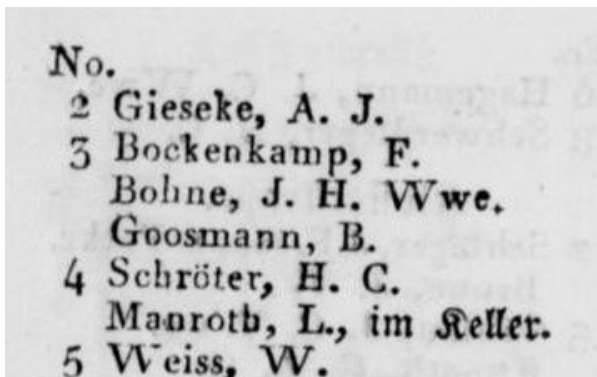 No.
2 Gieseke, A. J.
3 Bockenkamp, F.
Bohne, J. H. Wwe.
Goosmann, B.
4 Schröter, H. C.
Manroth, L., im Keller.
5 Weiss, W.